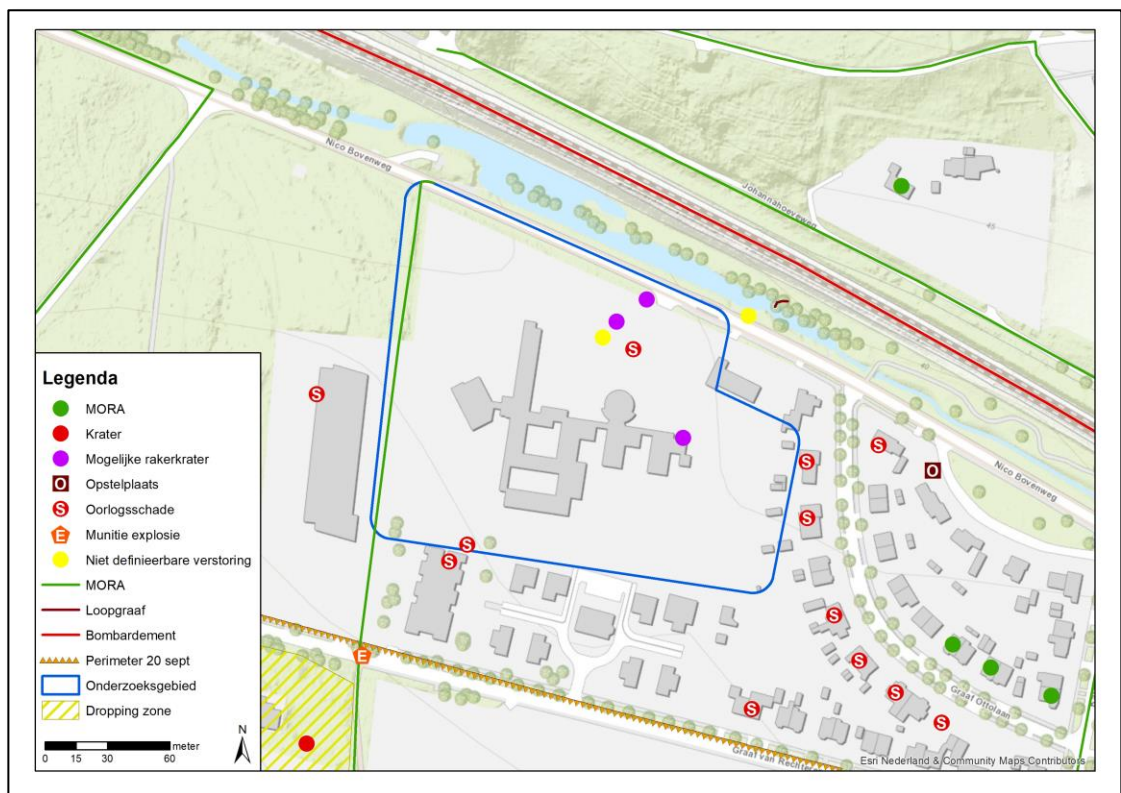 Nico Bovenweg
Johannahoeveweg
45
40
Nico Bovenweg
Graaf Ottolaan
Graaf van Rechtere
Legenda
MORA
Krater
Mogelijke rakerkrater
O Opstelplaats
S Oorlogsschade
E Munitie explosie
Niet definieerbare verstoring
MORA
Loopgraaf
Bombardement
Perimeter 20 sept
Onderzoeksgebied
Dropping zone
meter
0 15 30 60
N
S
S
S
S
S
S
O
S
S
S
S
S
S
S
E
Esri Nederland & Community Maps Contributors